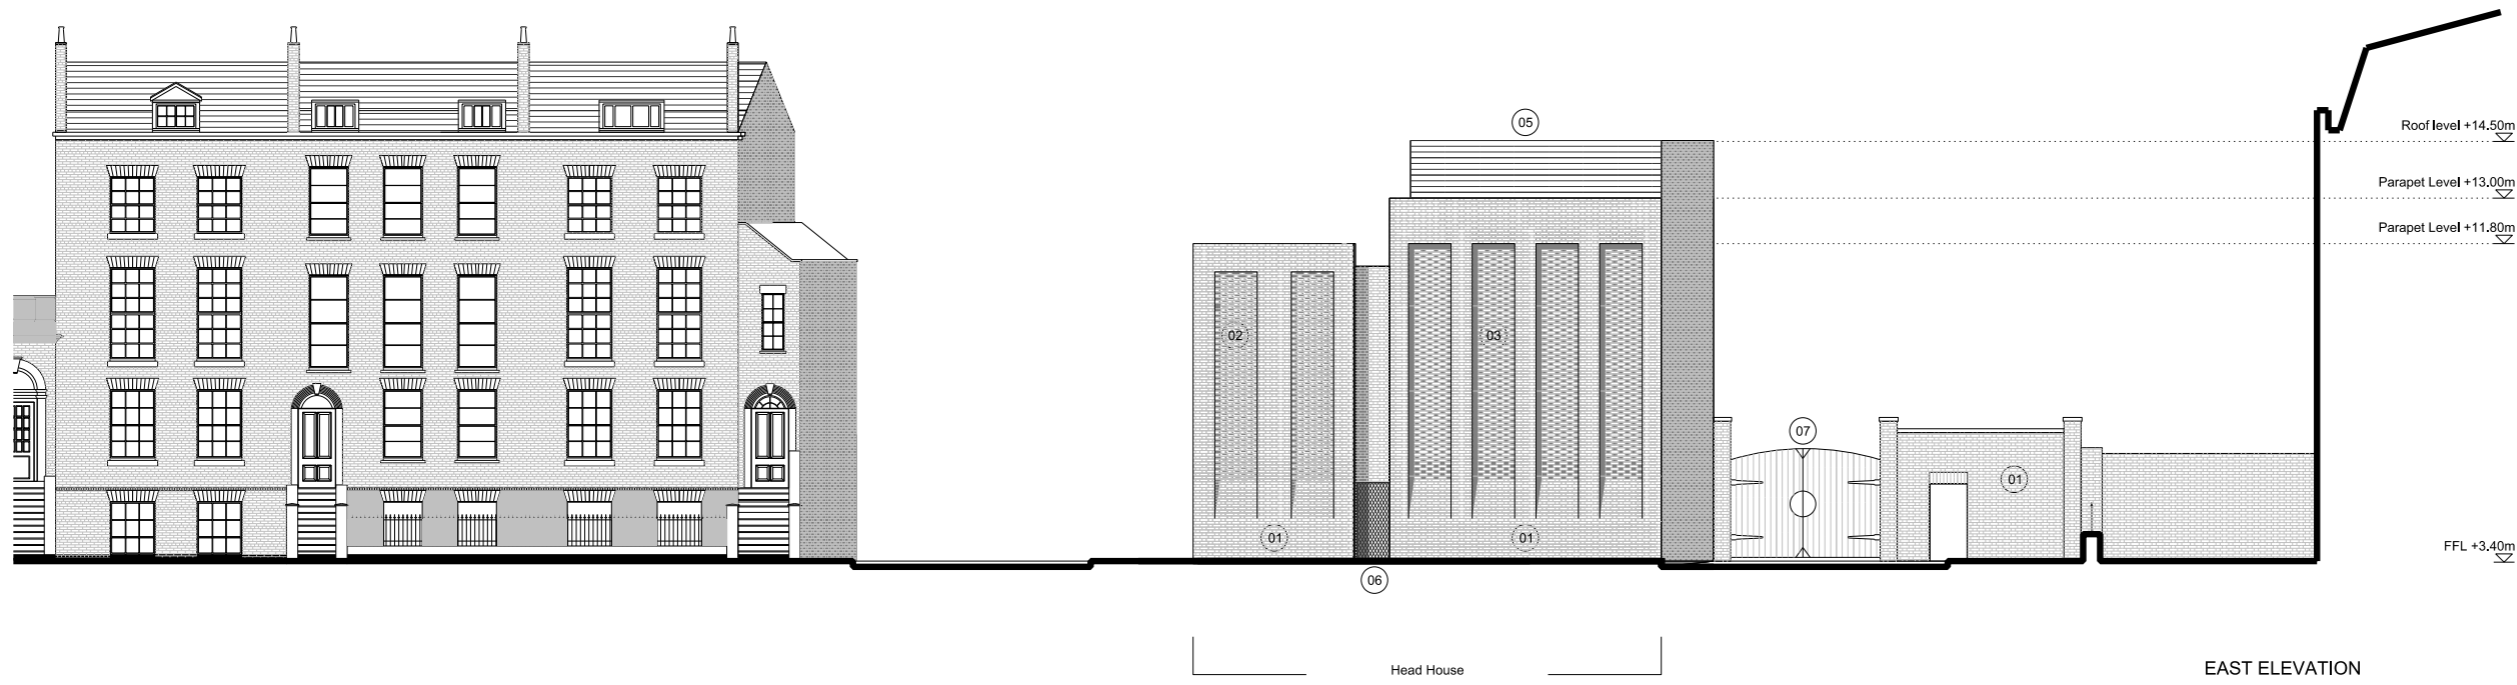 05
Roof level +14.50m
Parapet Level +13.00m
Parapet Level +11.80m
02
03
07
01
01
01
FFL +3.40m
06
Head House
EAST ELEVATION